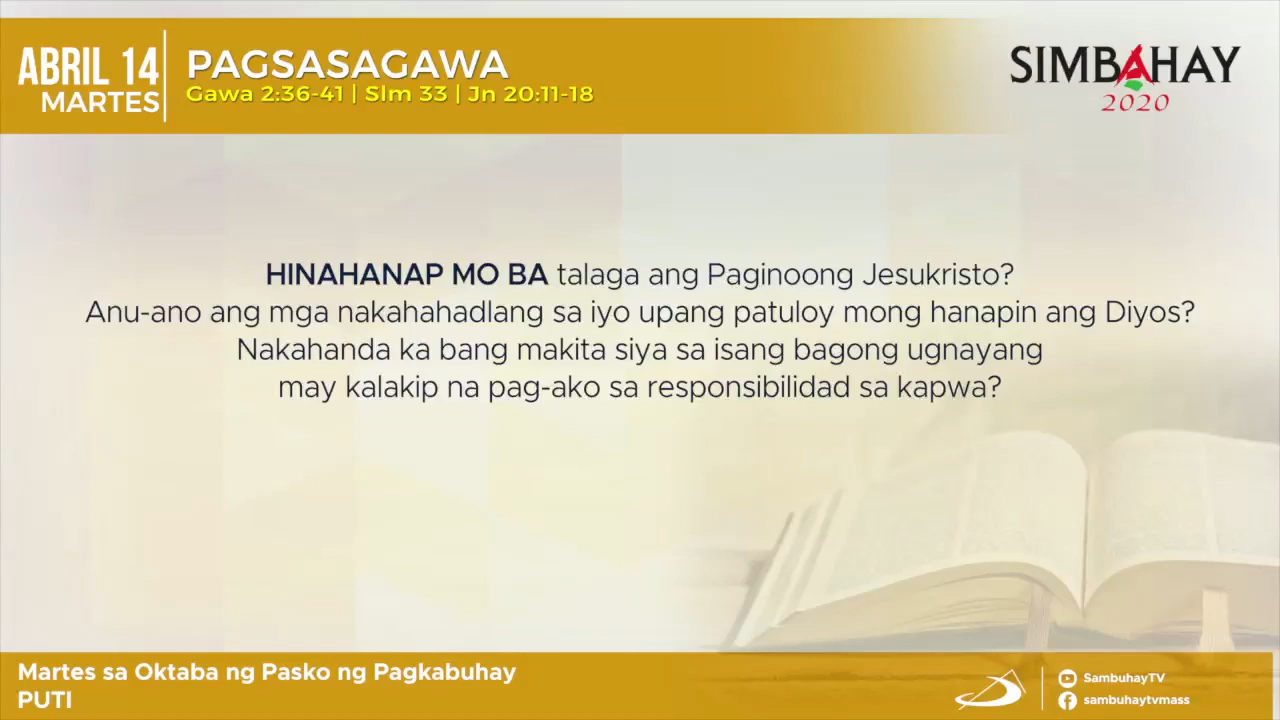 ABRIL 14
MARTES
PAGSASAGAWA
Gawa 2:36-41 | Slm 33 | Jn 20:11-18
SIMBAHAY
2020
HINAHANAP MO BA talaga ang Paginoong Jesukristo?
Anu-ano ang mga nakahahadlang sa iyo upang patuloy mong hanapin ang Diyos?
Nakahanda ka bang makita siya sa isang bagong ugnayang
may kalakip na pag-ako sa responsibilidad sa kapwa?
Martes sa Oktaba ng Pasko ng Pagkabuhay
PUTI
SambuhayTV
sambuhaytvmass